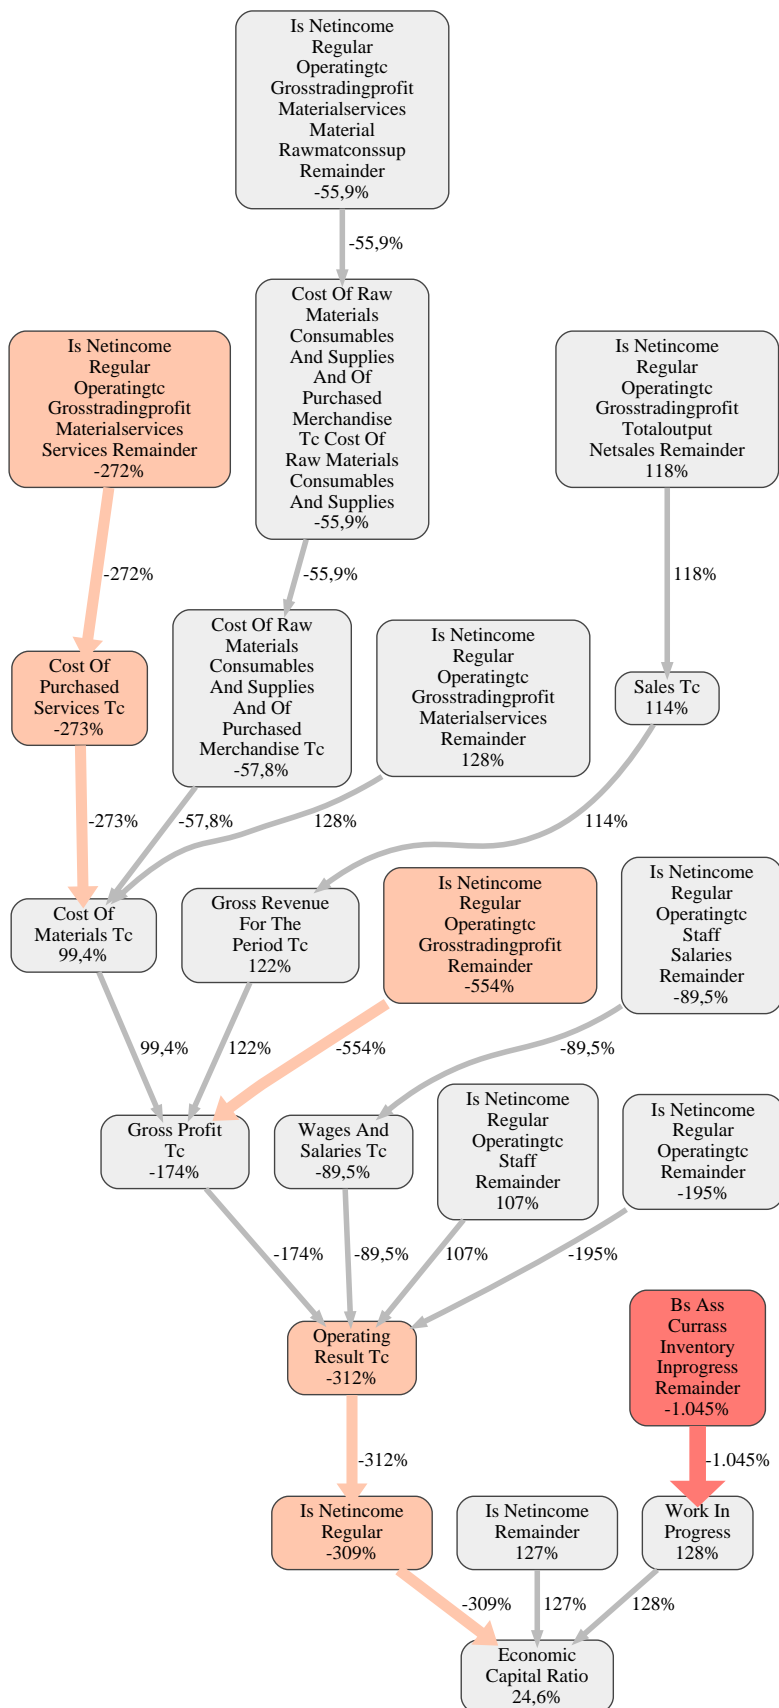 Is Netincome
Regular
Operatingtc
Grosstradingprofit
Materialservices
Material
Rawmatconssup
Remainder
-55,9%
-55,9%
Cost Of Raw
Materials
Consumables
And Supplies
And Of
Purchased
Merchandise
Tc Cost Of
Raw Materials
Consumables
And Supplies
-55,9%
Is Netincome
Regular
Operatingtc
Grosstradingprofit
Materialservices
Services Remainder
-272%
Is Netincome
Regular
Operatingtc
Grosstradingprofit
Totaloutput
Netsales Remainder
118%
-272%
-55,9%
118%
Cost Of
Purchased
Services Tc
-273%
Cost Of Raw
Materials
Consumables
And Supplies
And Of
Purchased
Merchandise Tc
-57,8%
Is Netincome
Regular
Operatingtc
Grosstradingprofit
Materialservices
Remainder
128%
Sales Tc
114%
-273%
-57,8%
128%
114%
Cost Of
Materials Tc
99,4%
Gross Revenue
For The
Period Tc
122%
Is Netincome
Regular
Operatingtc
Grosstradingprofit
Remainder
-554%
Is Netincome
Regular
Operatingtc
Staff
Salaries
Remainder
-89,5%
99,4%
122%
-554%
-89,5%
Gross Profit
Tc
-174%
Wages And
Salaries Tc
-89,5%
Is Netincome
Regular
Operatingtc
Staff
Remainder
107%
Is Netincome
Regular
Operatingtc
Remainder
-195%
-174%
-89,5%
107%
-195%
Operating
Result Tc
-312%
Bs Ass
Currass
Inventory
Inprogress
Remainder
-1.045%
-312%
-1.045%
Is Netincome
Regular
-309%
Is Netincome
Remainder
127%
Work In
Progress
128%
-309%
127%
128%
Economic
Capital Ratio
24,6%